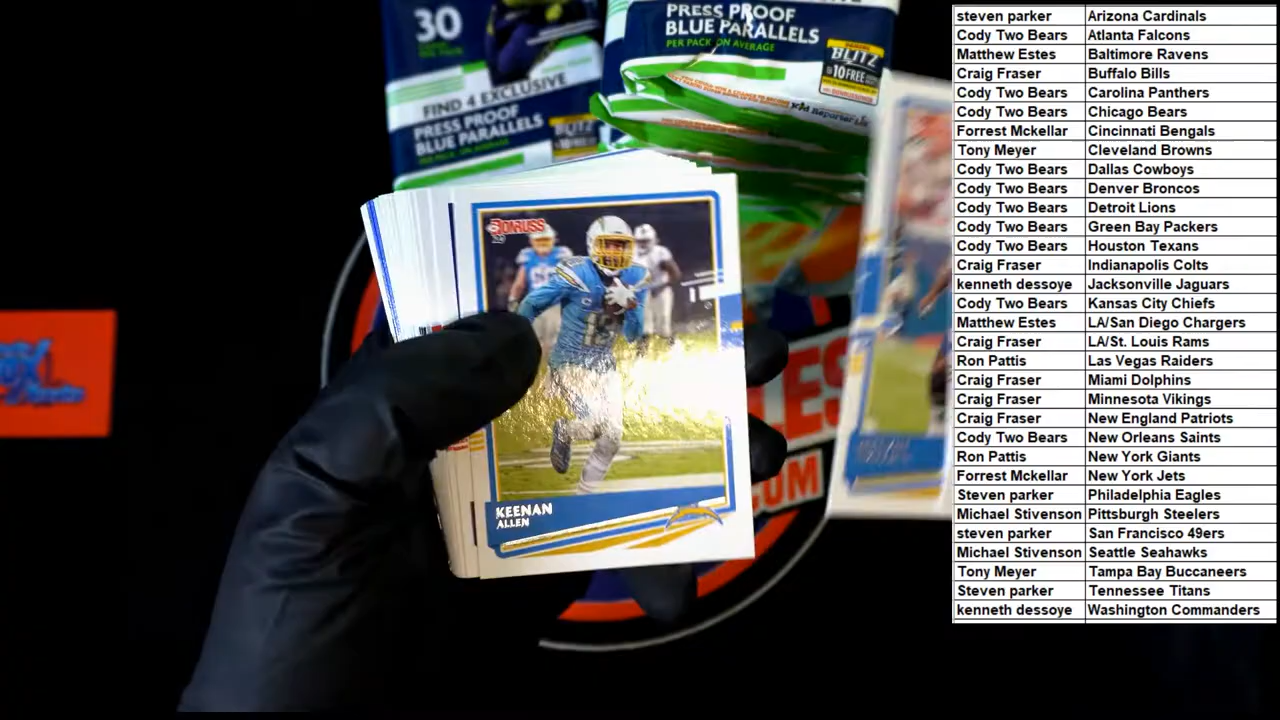 30
FIND 4 EXCLUSIVE
PRESS PROOF
BLUE PARALLELS
PER PACK ON AVERAGE
BLITZ
PRESS PROOF
BLUE PARALLELS
PER PACK ON AVERAGE
BLITZ
10 FREE
DONRUSS
KEENAN
ALLEN
LES
COM
steven parker Arizona Cardinals
Cody Two Bears Atlanta Falcons
Matthew Estes Baltimore Ravens
Craig Fraser Buffalo Bills
Cody Two Bears Carolina Panthers
Cody Two Bears Chicago Bears
Forrest Mckellar Cincinnati Bengals
Tony Meyer Cleveland Browns
Cody Two Bears Dallas Cowboys
Cody Two Bears Denver Broncos
Cody Two Bears Detroit Lions
Cody Two Bears Green Bay Packers
Cody Two Bears Houston Texans
Craig Fraser Indianapolis Colts
kenneth dessoye Jacksonville Jaguars
Cody Two Bears Kansas City Chiefs
Matthew Estes LA/San Diego Chargers
Craig Fraser LA/St. Louis Rams
Ron Pattis Las Vegas Raiders
Craig Fraser Miami Dolphins
Craig Fraser Minnesota Vikings
Craig Fraser New England Patriots
Cody Two Bears New Orleans Saints
Ron Pattis New York Giants
Forrest Mckellar New York Jets
Steven parker Philadelphia Eagles
Michael Stivenson Pittsburgh Steelers
steven parker San Francisco 49ers
Michael Stivenson Seattle Seahawks
Tony Meyer Tampa Bay Buccaneers
Steven parker Tennessee Titans
kenneth dessoye Washington Commanders